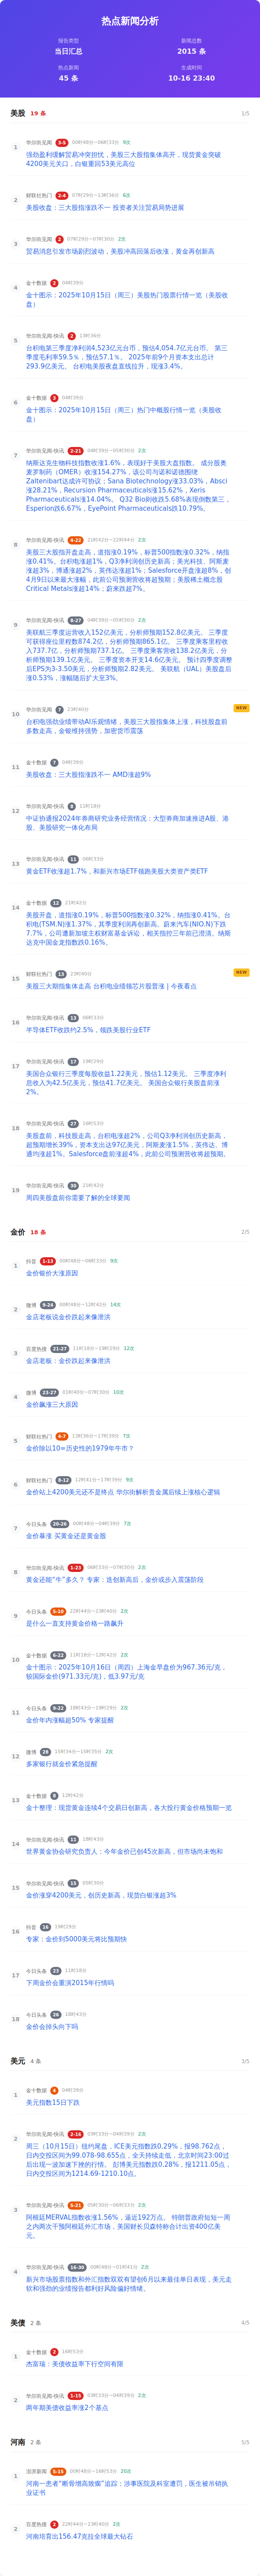 热点新闻分析
报告类型
新闻总数
当日汇总
2015 条
热点新闻
生成时间
45 条
10-16 23:40
美股 19 条 1/5
1
华尔街见闻 3-5 00时48分~06时33分 9次
强劲盈利缓解贸易冲突担忧，美股三大股指集体高开，现货黄金突破
4200美元关口，白银重回53美元高位
2
财联社热门 2-4 07时29分~13时36分 6次
美股收盘：三大股指涨跌不一 投资者关注贸易局势进展
3
华尔街见闻 2 07时29分~07时30分 2次
贸易消息引发市场剧烈波动，美股冲高回落后收涨，黄金再创新高
4
金十数据 2 04时39分
金十图示：2025年10月15日（周三）美股热门股票行情一览（美股收
盘）
5
华尔街见闻-快讯 2 13时36分
台积电第三季度净利润4,523亿元台币，预估4,054.7亿元台币。 第三
季度毛利率59.5％，预估57.1％。 2025年前9个月资本支出总计
293.9亿美元。 台积电美股夜盘直线拉升，现涨3.4%。
6
金十数据 3 04时39分
金十图示：2025年10月15日（周三）热门中概股行情一览（美股收
盘）
7
华尔街见闻-快讯 2-21 04时39分~05时30分 2次
纳斯达克生物科技指数收涨1.6%，表现好于美股大盘指数。 成分股奥
麦罗制药（OMER）收涨154.27%，该公司与诺和诺德围绕
Zaltenibart达成许可协议；Sana Biotechnology涨33.03%，Absci
涨28.21%，Recursion Pharmaceuticals涨15.62%，Xeris
Pharmaceuticals涨14.04%。 Q32 Bio则收跌5.68%表现倒数第三，
Esperion跌6.67%，EyePoint Pharmaceuticals跌10.79%。
8
华尔街见闻-快讯 6-22 21时42分~22时44分 2次
美股三大股指开盘走高，道指涨0.19%，标普500指数涨0.32%，纳指
涨0.41%。台积电涨超1%，Q3净利润创历史新高；美光科技、阿斯麦
涨超3%，博通涨超2%，英伟达涨超1%；Salesforce开盘涨超8%，创
4月9日以来最大涨幅，此前公司预测营收将超预期；美股稀土概念股
Critical Metals涨超14%；蔚来跌超7%。
9
华尔街见闻-快讯 8-27 04时39分~05时30分 2次
美联航三季度运营收入152亿美元，分析师预期152.8亿美元。 三季度
可获得座位里程数874.2亿，分析师预期865.1亿。 三季度乘客里程收
入737.7亿，分析师预期737.1亿。 三季度乘客营收138.2亿美元，分
析师预期139.1亿美元。 三季度资本开支14.6亿美元。 预计四季度调整
后EPS为3-3.50美元，分析师预期2.82美元。 美联航（UAL）美股盘后
涨0.53%，涨幅随后扩大至3%。
10
华尔街见闻 7 23时40分 NEW
台积电强劲业绩带动AI乐观情绪，美股三大股指集体上涨，科技股盘前
多数走高，金银维持强势，加密货币震荡
11
金十数据 7 04时39分
美股收盘：三大股指涨跌不一 AMD涨超9%
12
华尔街见闻-快讯 8 11时18分
中证协通报2024年券商研究业务经营情况：大型券商加速推进A股、港
股、美股研究一体化布局
13
华尔街见闻-快讯 11 06时33分
黄金ETF收涨超1.7%，和新兴市场ETF领跑美股大类资产类ETF
14
金十数据 12 21时42分
美股开盘，道指涨0.19%，标普500指数涨0.32%，纳指涨0.41%。台
积电(TSM.N)涨1.37%，其季度利润再创新高。蔚来汽车(NIO.N)下跌
7.7%，公司遭新加坡主权财富基金诉讼，相关指控三年前已澄清。纳斯
达克中国金龙指数跌0.16%。
15
财联社热门 13 23时40分 NEW
美股三大期指集体走高 台积电业绩领芯片股普涨 | 今夜看点
16
华尔街见闻-快讯 13 06时33分
半导体ETF收跌约2.5%，领跌美股行业ETF
17
华尔街见闻-快讯 17 19时29分
美国合众银行三季度每股收益1.22美元，预估1.12美元。 三季度净利
息收入为42.5亿美元，预估41.7亿美元。 美国合众银行美股盘前涨
2%。
18
华尔街见闻-快讯 27 16时53分
美股盘前，科技股走高，台积电涨超2%，公司Q3净利润创历史新高，
超预期增长39%，资本支出达97亿美元，阿斯麦涨1.5%，英伟达、博
通均涨超1%。Salesforce盘前涨超4%，此前公司预测营收将超预期。
19
华尔街见闻-快讯 30 21时42分
周四美股盘前你需要了解的全球要闻
金价 18 条 2/5
1
抖音 1-13 00时48分~06时33分 9次
金价银价大涨原因
2
微博 9-24 00时48分~12时42分 14次
金店老板说金价跌起来像泄洪
3
百度热搜 21-27 11时18分~19时29分 12次
金店老板：金价跌起来像泄洪
4
微博 23-27 01时40分~07时30分 10次
金价飙涨三大原因
5
财联社热门 4-7 13时36分~17时39分 7次
金价除以10=历史性的1979年牛市？
6
财联社热门 8-12 12时41分~17时39分 9次
金价站上4200美元还不是终点 华尔街解析贵金属后续上涨核心逻辑
7
今日头条 20-26 00时48分~04时39分 7次
金价暴涨 买黄金还是黄金股
8
华尔街见闻-快讯 1-23 06时33分~07时30分 2次
黄金还能“牛”多久？ 专家：迭创新高后，金价或步入震荡阶段
9
今日头条 5-10 22时44分~23时40分 2次
是什么一直支持黄金价格一路飙升
10
金十数据 6-22 11时18分~12时42分 2次
金十图示：2025年10月16日（周四）上海金早盘价为967.36元/克，
较国际金价(971.33元/克)，低3.97元/克
11
今日头条 9-22 18时43分~19时29分 2次
金价年内涨幅超50% 专家提醒
12
微博 28 15时34分~16时35分 2次
多家银行就金价紧急提醒
13
金十数据 8 12时42分
金十整理：现货黄金连续4个交易日创新高，各大投行黄金价格预期一览
14
华尔街见闻-快讯 11 18时43分
世界黄金协会研究负责人：今年金价已创45次新高，但市场尚未饱和
15
华尔街见闻-快讯 15 05时30分
金价涨穿4200美元，创历史新高，现货白银涨超3%
16
抖音 16 19时29分
专家：金价到5000美元将比预期快
17
今日头条 23 11时18分
下周金价会重演2015年行情吗
18
今日头条 26 18时43分
金价会掉头向下吗
美元 4 条 3/5
1
金十数据 4 04时39分
美元指数15日下跌
2
华尔街见闻-快讯 2-16 03时33分~04时39分 2次
周三（10月15日）纽约尾盘，ICE美元指数跌0.29%，报98.762点，
日内交投区间为99.078-98.655点，全天持续走低，北京时间23:00过
后出现一波加速下挫的行情。 彭博美元指数跌0.28%，报1211.05点，
日内交投区间为1214.69-1210.10点。
3
华尔街见闻-快讯 5-21 05时30分~06时33分 2次
阿根廷MERVAL指数收涨1.56%，逼近192万点。 特朗普政府短短一周
之内两次干预阿根廷外汇市场，美国财长贝森特称合计出资400亿美
元。
4
华尔街见闻-快讯 16-30 00时48分~01时41分 2次
新兴市场股票指数和外汇指数双双有望创6月以来最佳单日表现，美元走
软和强劲的业绩报告都利好风险偏好情绪。
美债 2 条 4/5
1
金十数据 2 16时53分
杰富瑞：美债收益率下行空间有限
2
华尔街见闻-快讯 1-15 03时33分~04时39分 2次
两年期美债收益率涨2个基点
河南 2 条 5/5
1
澎湃新闻 5-15 00时48分~16时53分 20次
河南一患者“断骨增高致瘫”追踪：涉事医院及科室遭罚，医生被吊销执
业证书
2
百度热搜 2 22时44分~23时40分 2次
河南培育出156.47克拉全球最大钻石